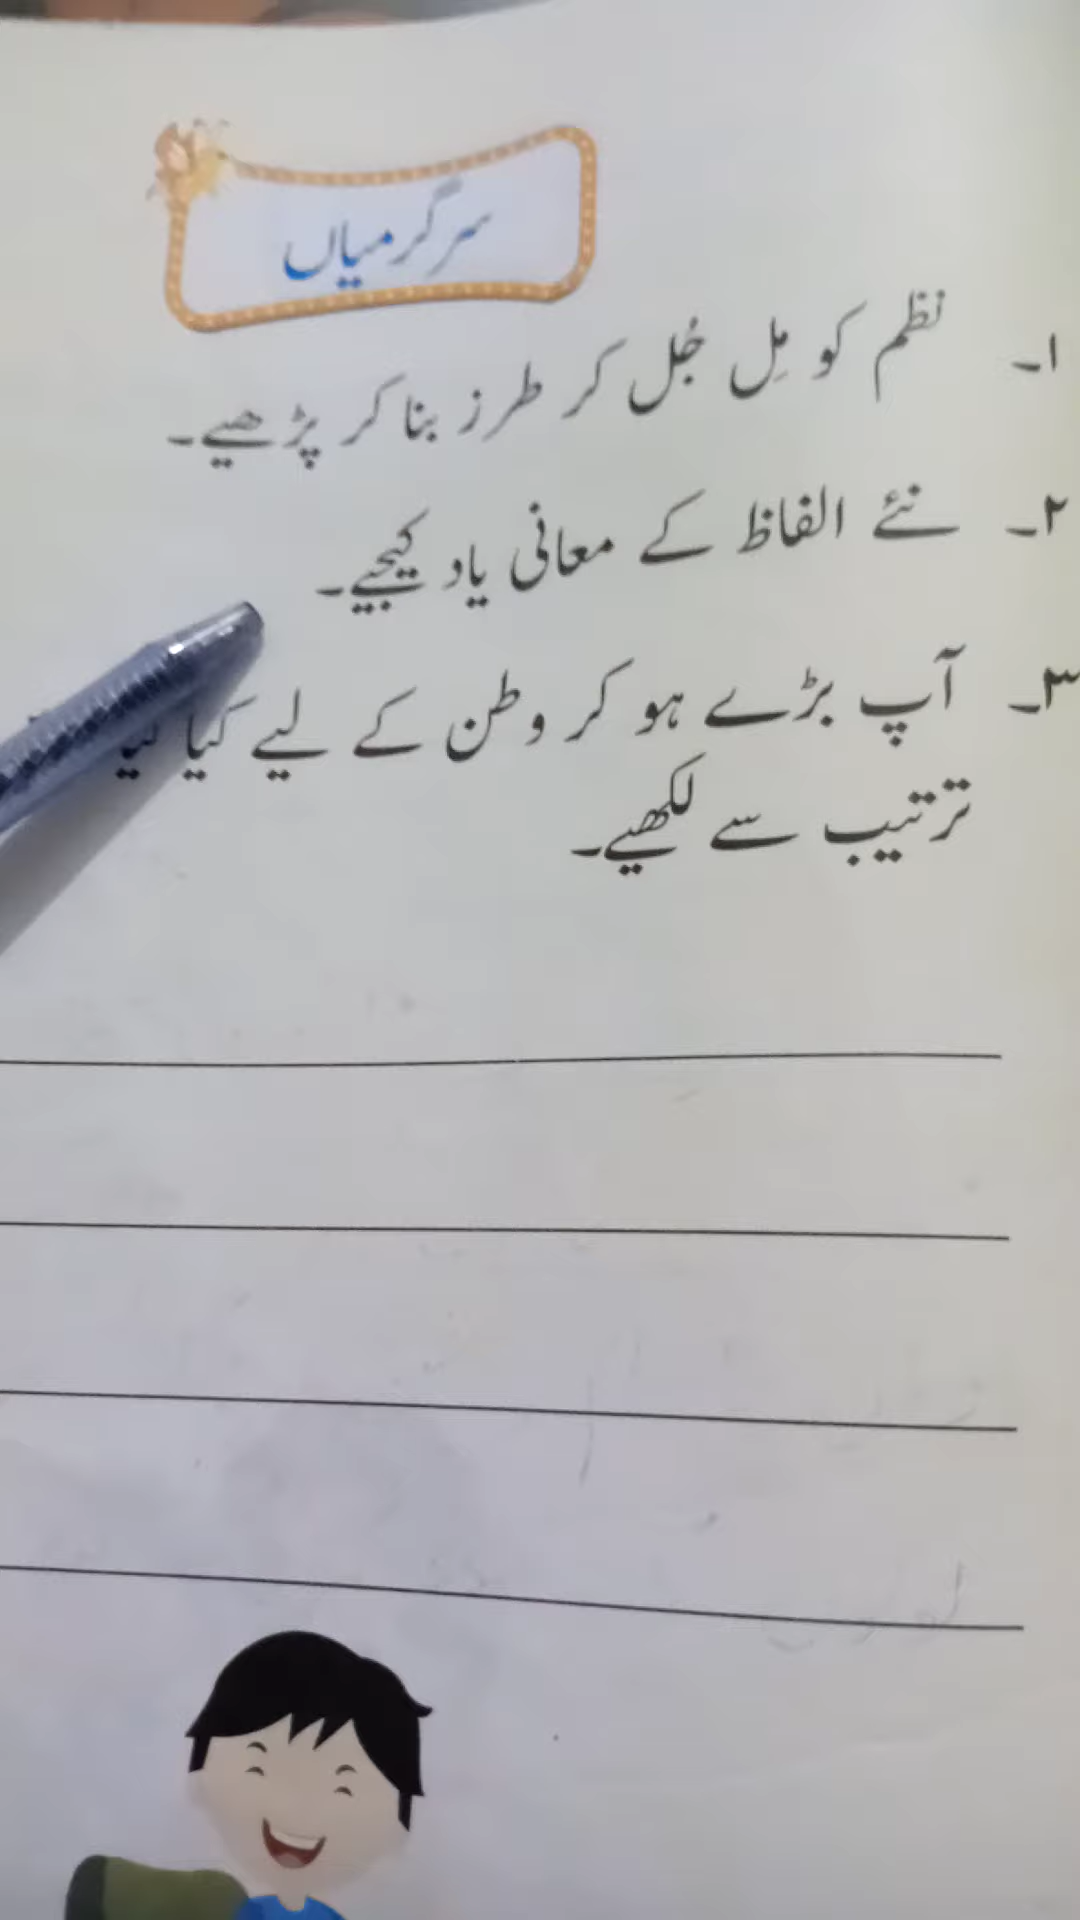 سرگرمیاں
۱۔ نظم کو مِل جُل کر طرز بنا کر پڑھیے۔
۲۔ نئے الفاظ کے معانی یاد کیجیے۔
۳۔ آپ بڑے ہو کر وطن کے لیے کیا کیا
ترتیب سے لکھیے۔